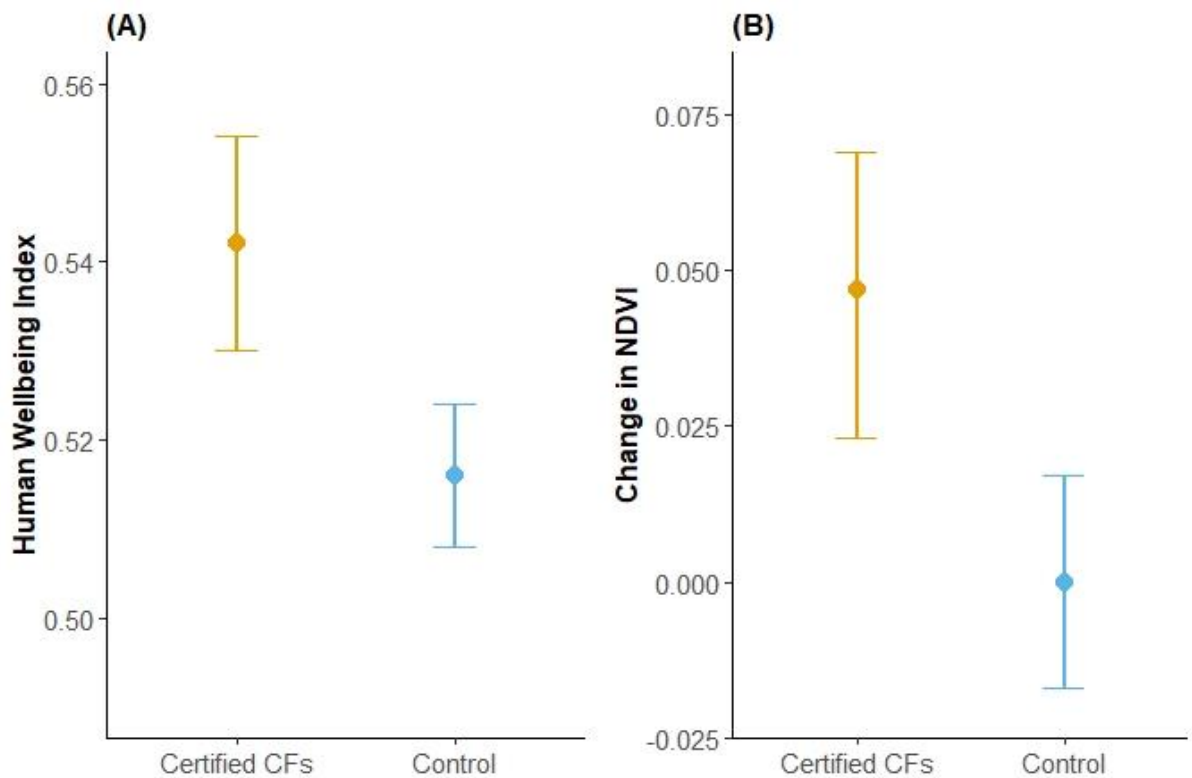 (A)
Human Wellbeing Index
0.56
0.54
0.52
0.50
Certified CFs
Control
(B)
Change in NDVI
0.075
0.050
0.025
0.000
-0.025
Certified CFs
Control